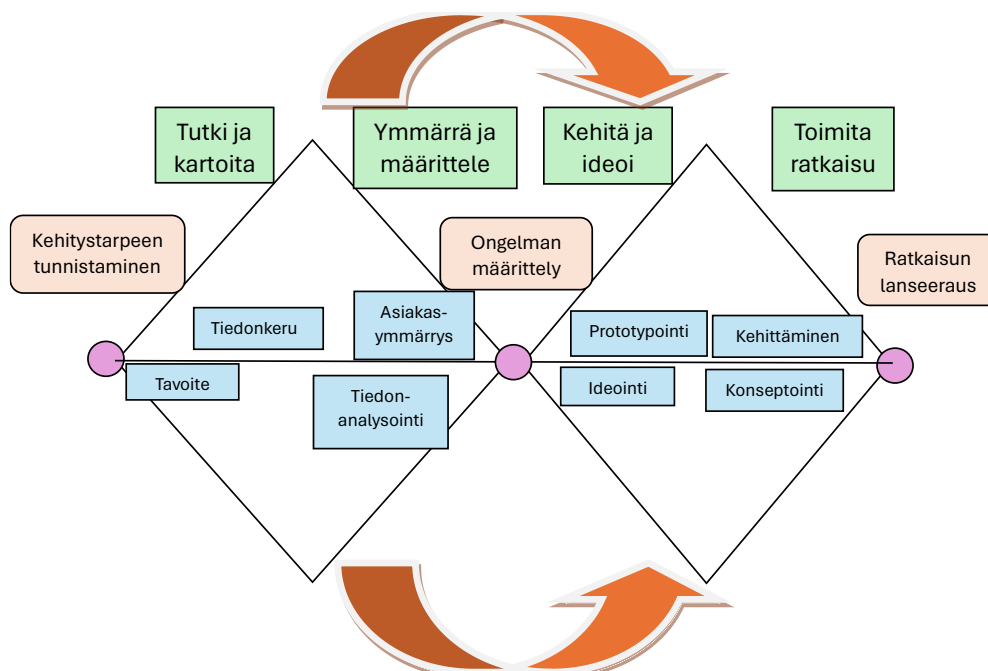 Tutki ja
kartoita
Ymmärrä ja
määrittele
Kehitä ja
ideoi
Toimita
ratkaisu
Kehitystarpeen
tunnistaminen
Ongelman
määrittely
Ratkaisun
lanseeraus
Tiedonkeru
Asiakas-
ymmärrys
Prototypointi
Kehittäminen
Tavoite
Tiedon-
analysointi
Ideointi
Konseptointi